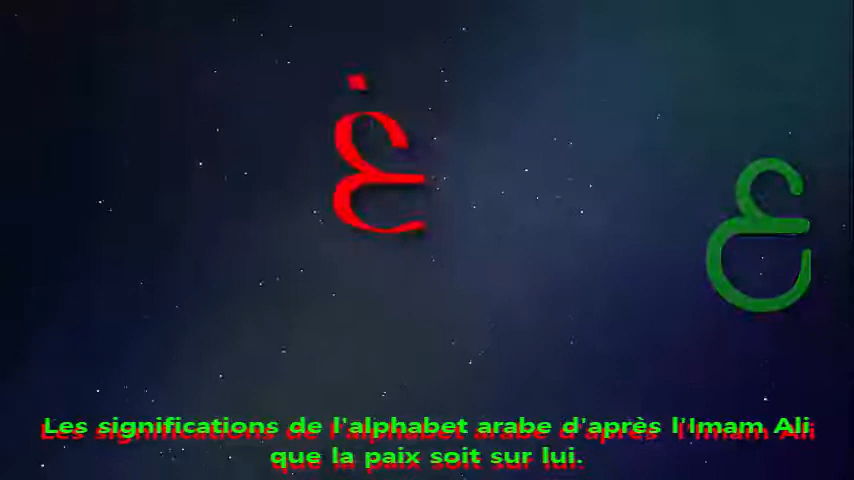 غ
ع
Les significations de l'alphabet arabe d'après l'Imam Ali
que la paix soit sur lui.